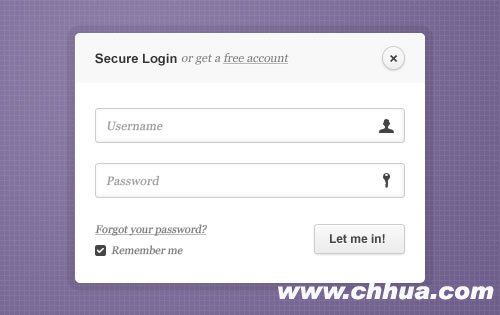 Secure Login or get a free account
Username
Password
Forgot your password?
Remember me
Let me in!
www.chhua.com